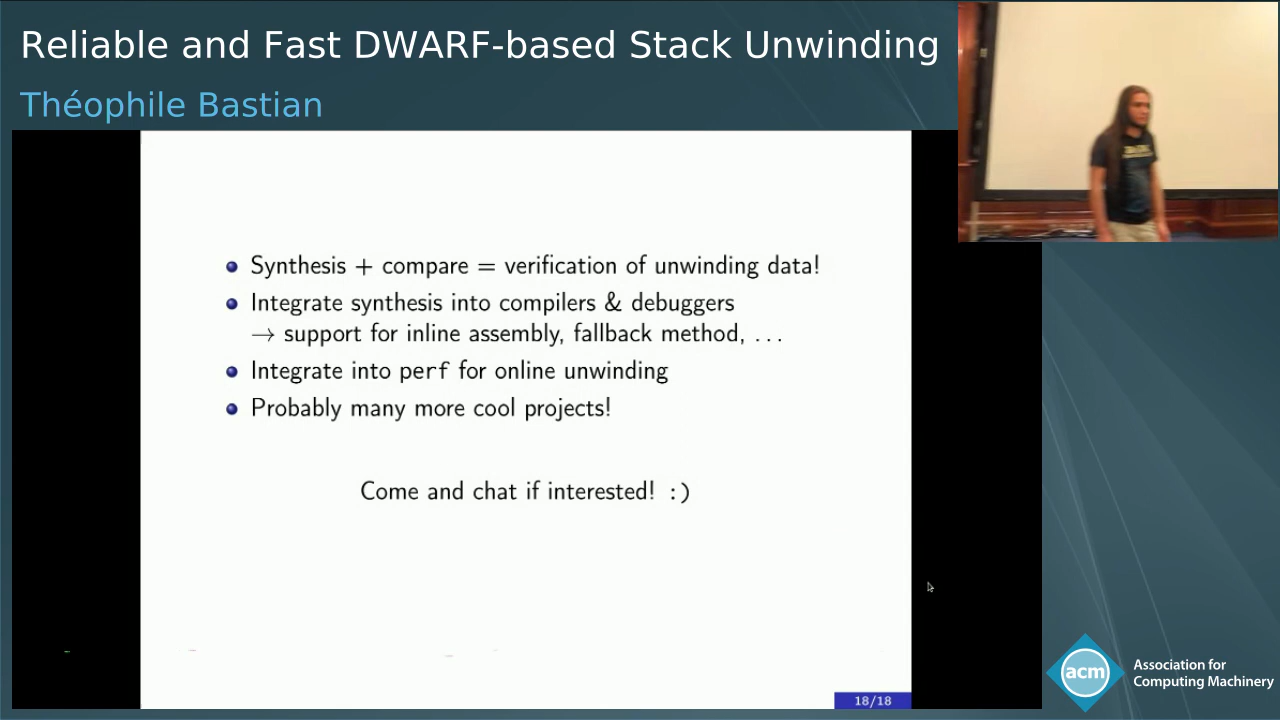 Reliable and Fast DWARF-based Stack Unwinding
Théophile Bastian
Synthesis + compare = verification of unwinding data!
Integrate synthesis into compilers & debuggers
→ support for inline assembly, fallback method, ...
Integrate into perf for online unwinding
Probably many more cool projects!
Come and chat if interested! :)
18/18
acm
Association for
Computing Machinery